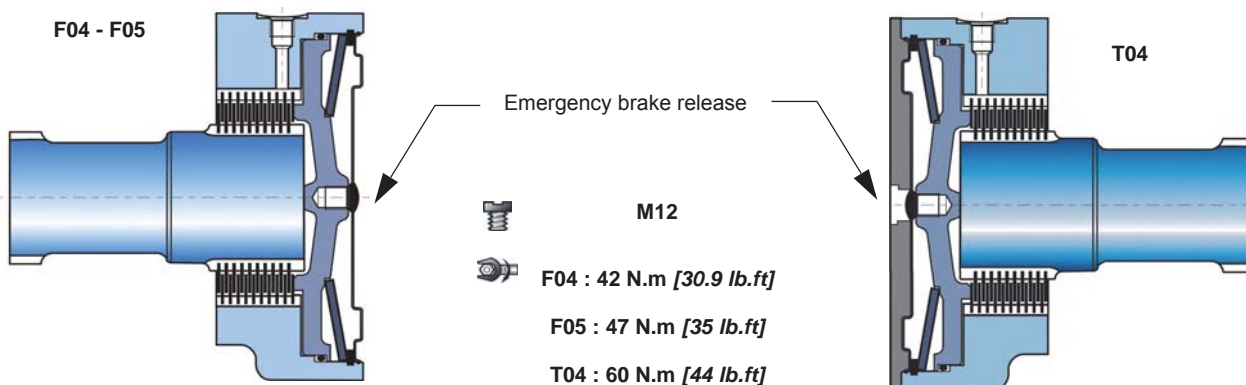 F04 - F05
T04
Emergency brake release
M12
F04 : 42 N.m [30.9 lb.ft]
F05 : 47 N.m [35 lb.ft]
T04 : 60 N.m [44 lb.ft]